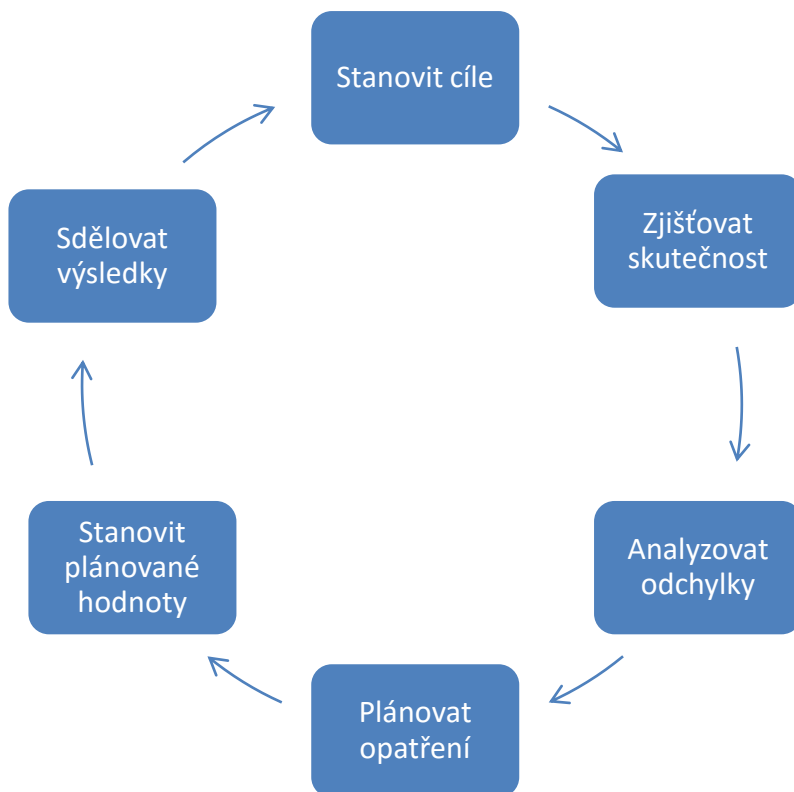 Stanovit cíle
Zjišťovat
skutečnost
Analyzovat
odchylky
Plánovat
opatření
Stanovit
plánované
hodnoty
Sdělovat
výsledky